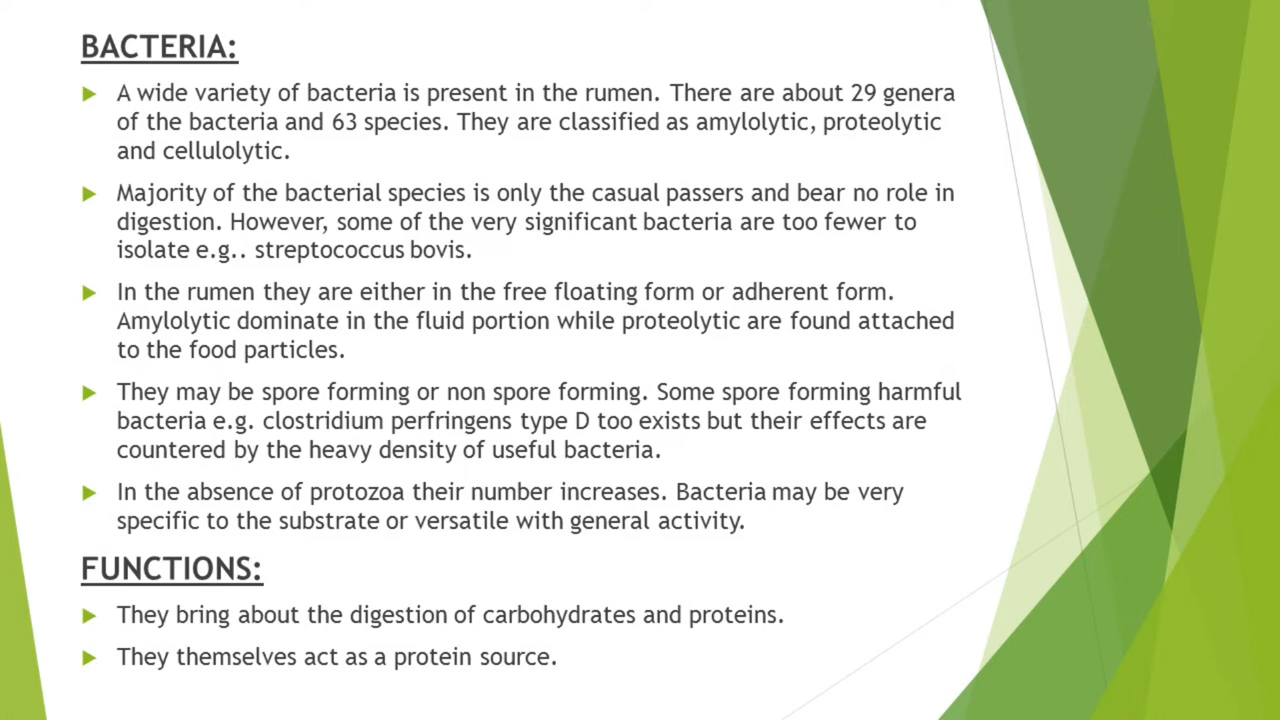 BACTERIA:
A wide variety of bacteria is present in the rumen. There are about 29 genera
of the bacteria and 63 species. They are classified as amylolytic, proteolytic
and cellulolytic.
Majority of the bacterial species is only the casual passers and bear no role in
digestion. However, some of the very significant bacteria are too fewer to
isolate e.g.. streptococcus bovis.
In the rumen they are either in the free floating form or adherent form.
Amylolytic dominate in the fluid portion while proteolytic are found attached
to the food particles.
They may be spore forming or non spore forming. Some spore forming harmful
bacteria e.g. clostridium perfringens type D too exists but their effects are
countered by the heavy density of useful bacteria.
In the absence of protozoa their number increases. Bacteria may be very
specific to the substrate or versatile with general activity.
FUNCTIONS:
They bring about the digestion of carbohydrates and proteins.
They themselves act as a protein source.